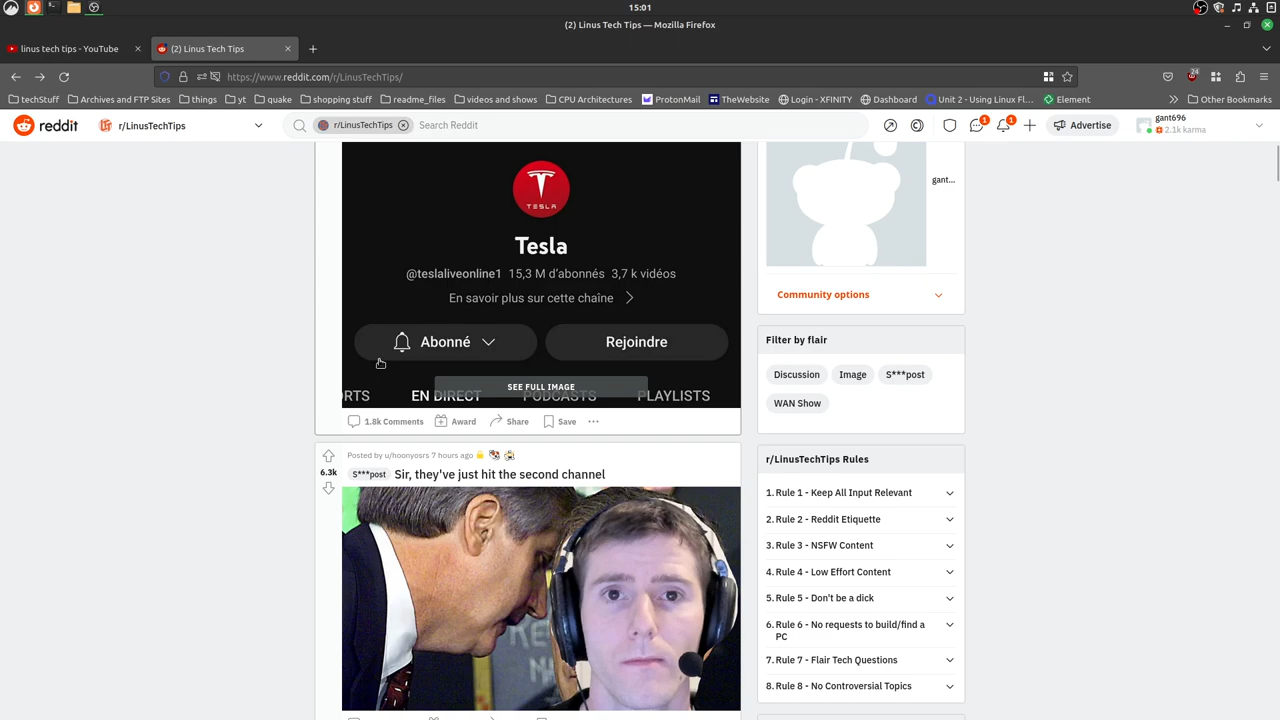 15:01
(2) Linus Tech Tips — Mozilla Firefox
linus tech tips - YouTube
(2) Linus Tech Tips
https://www.reddit.com/r/LinusTechTips/
24
techStuff
Archives and FTP Sites
things
yt
quake
shopping stuff
readme_files
videos and shows
CPU Architectures
ProtonMail
TheWebsite
Login - XFINITY
Dashboard
Unit 2 - Using Linux Fl...
Element
Other Bookmarks
reddit
r/LinusTechTips
r/LinusTechTips
Search Reddit
1
1
Advertise
gant696
2.1k karma
TESLA
Tesla
@teslaliveonline1 15,3 M d'abonnés 3,7 k vidéos
En savoir plus sur cette chaîne
Abonné
Rejoindre
SEE FULL IMAGE
ORTS
EN DIRECT
PODCASTS
PLAYLISTS
1.8k Comments
Award
Share
Save
Posted by u/hoonyosrs 7 hours ago
6.3k
S***post
Sir, they've just hit the second channel
gant...
Community options
Filter by flair
Discussion
Image
S***post
WAN Show
r/LinusTechTips Rules
1. Rule 1 - Keep All Input Relevant
2. Rule 2 - Reddit Etiquette
3. Rule 3 - NSFW Content
4. Rule 4 - Low Effort Content
5. Rule 5 - Don't be a dick
6. Rule 6 - No requests to build/find a
PC
7. Rule 7 - Flair Tech Questions
8. Rule 8 - No Controversial Topics